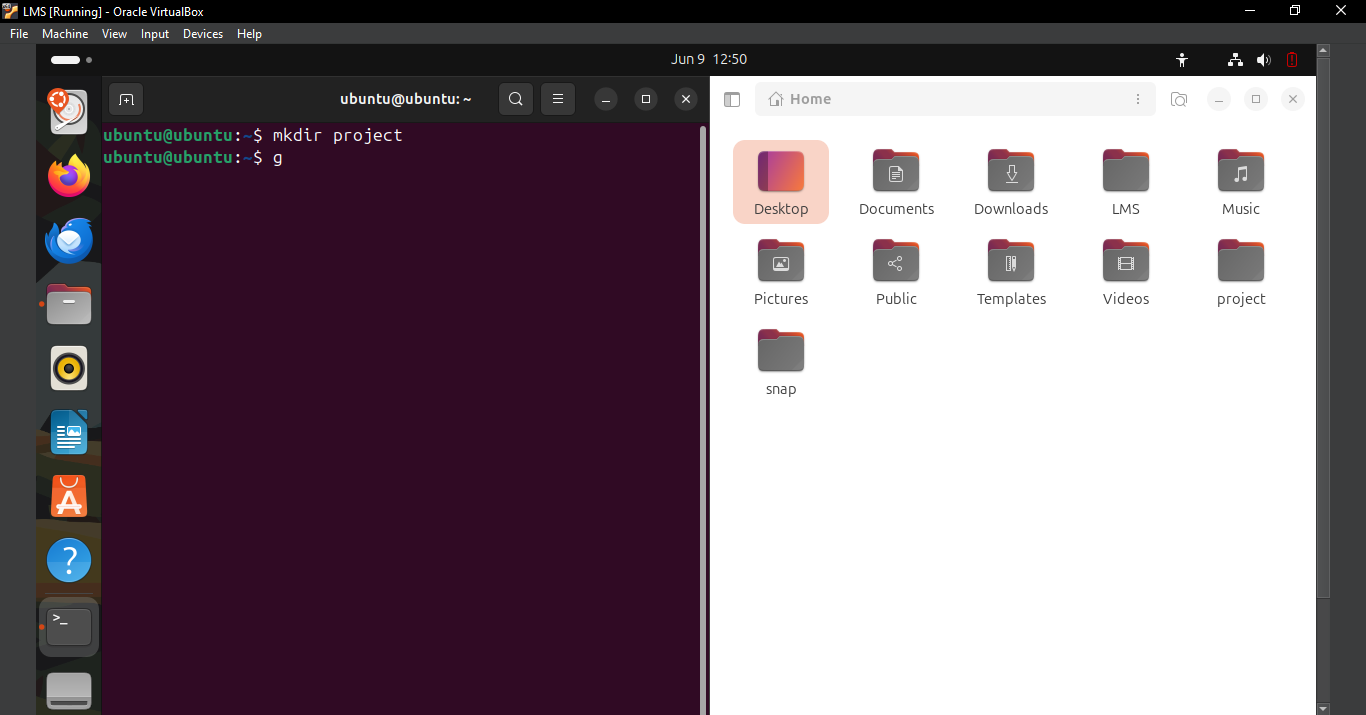 LMS [Running] - Oracle VirtualBox
File Machine View Input Devices Help
Jun 9 12:50
ubuntu@ubuntu: ~
ubuntu@ubuntu:~$ mkdir project
ubuntu@ubuntu:~$ g
Home
Desktop Documents Downloads LMS Music
Pictures Public Templates Videos project
snap